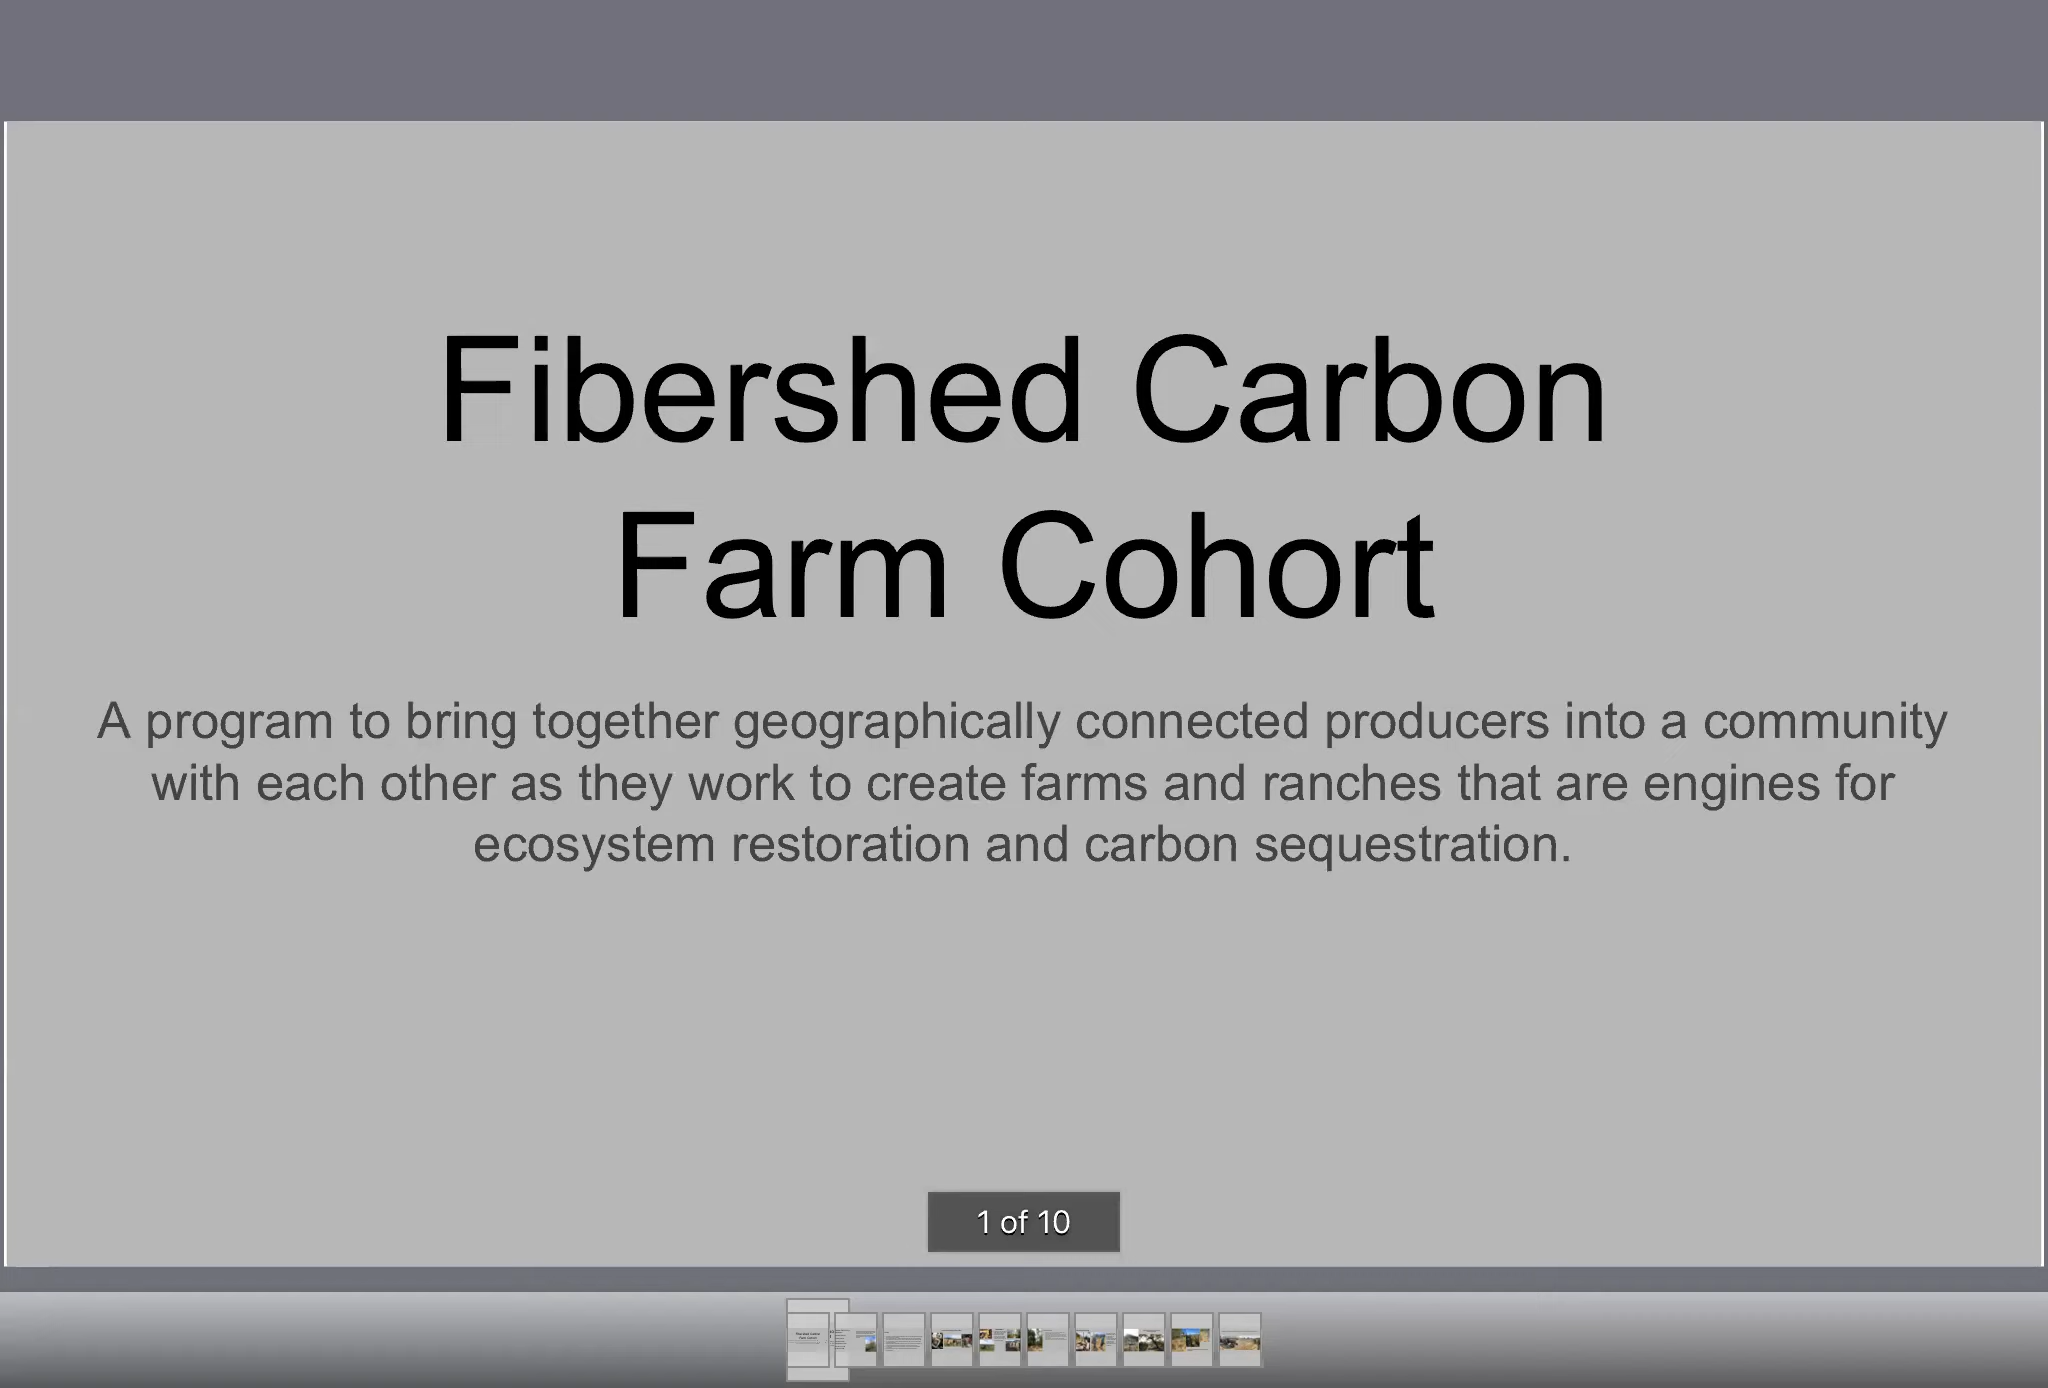 Fibershed Carbon
Farm Cohort
A program to bring together geographically connected producers into a community
with each other as they work to create farms and ranches that are engines for
ecosystem restoration and carbon sequestration.
1 of 10